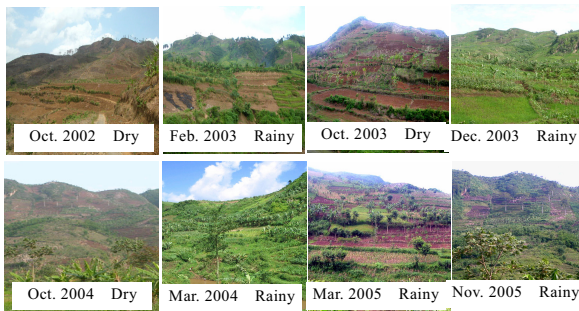 Oct. 2002 Dry
Feb. 2003 Rainy
Oct. 2003 Dry
Dec. 2003 Rainy
Oct. 2004 Dry
Mar. 2004 Rainy
Mar. 2005 Rainy
Nov. 2005 Rainy